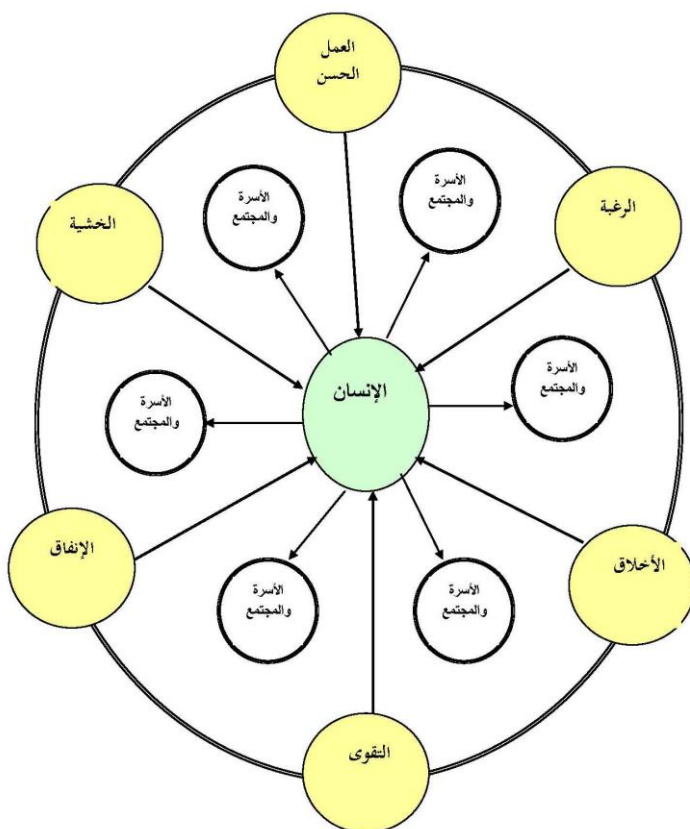 العمل
الحسن
الأسرة
والمجتمع
الأسرة
والمجتمع
الرغبة
الخشية
الإنسان
الأسرة
والمجتمع
الأسرة
والمجتمع
الأخلاق
الإنفاق
الأسرة
والمجتمع
الأسرة
والمجتمع
التقوى